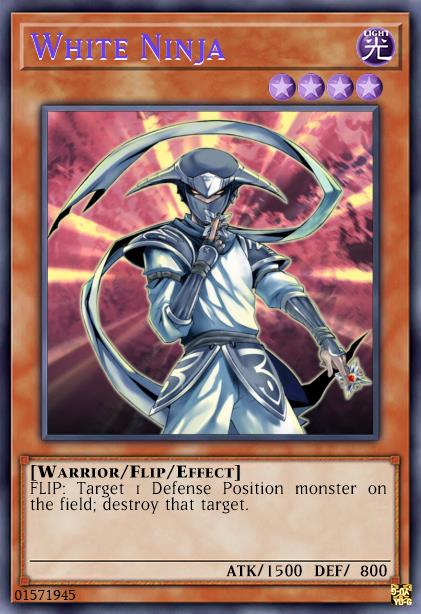 White Ninja
LIGHT
光
[Warrior/Flip/Effect]
FLIP: Target 1 Defense Position monster on
the field; destroy that target.
ATK/1500 DEF/ 800
01571945